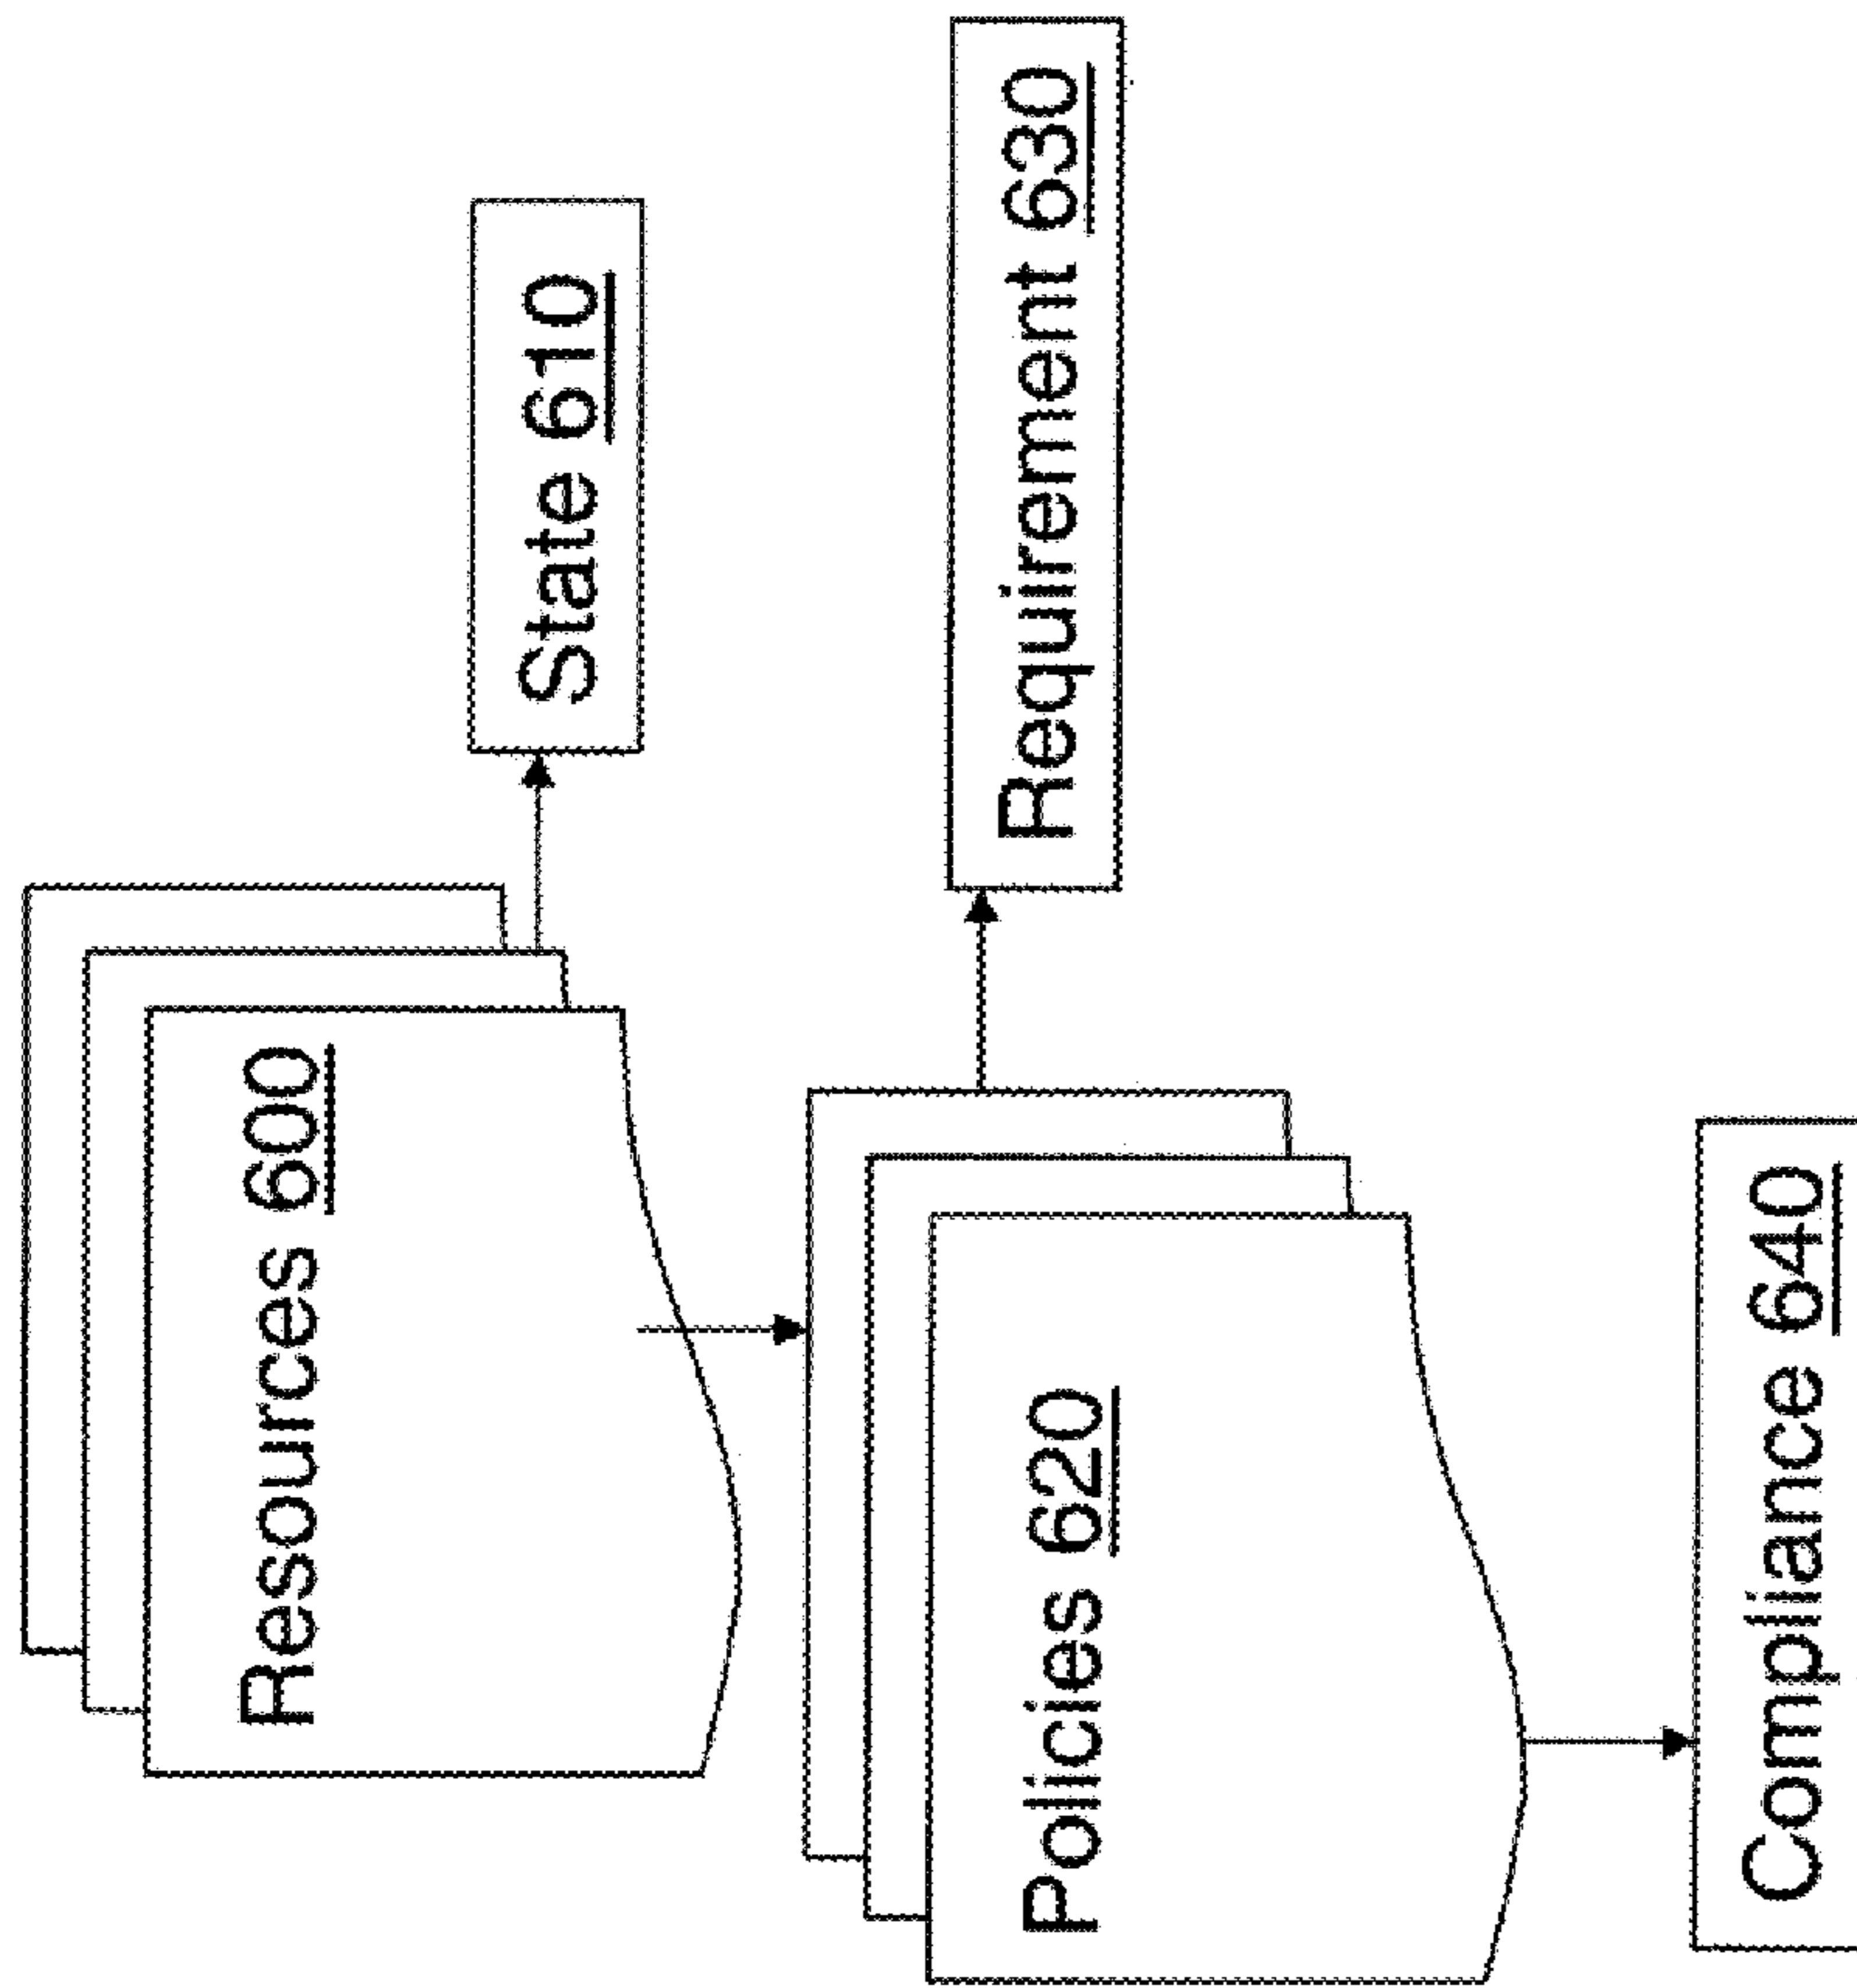 Resources 600
State 610
Policies 620
Requirement 630
Compliance 640